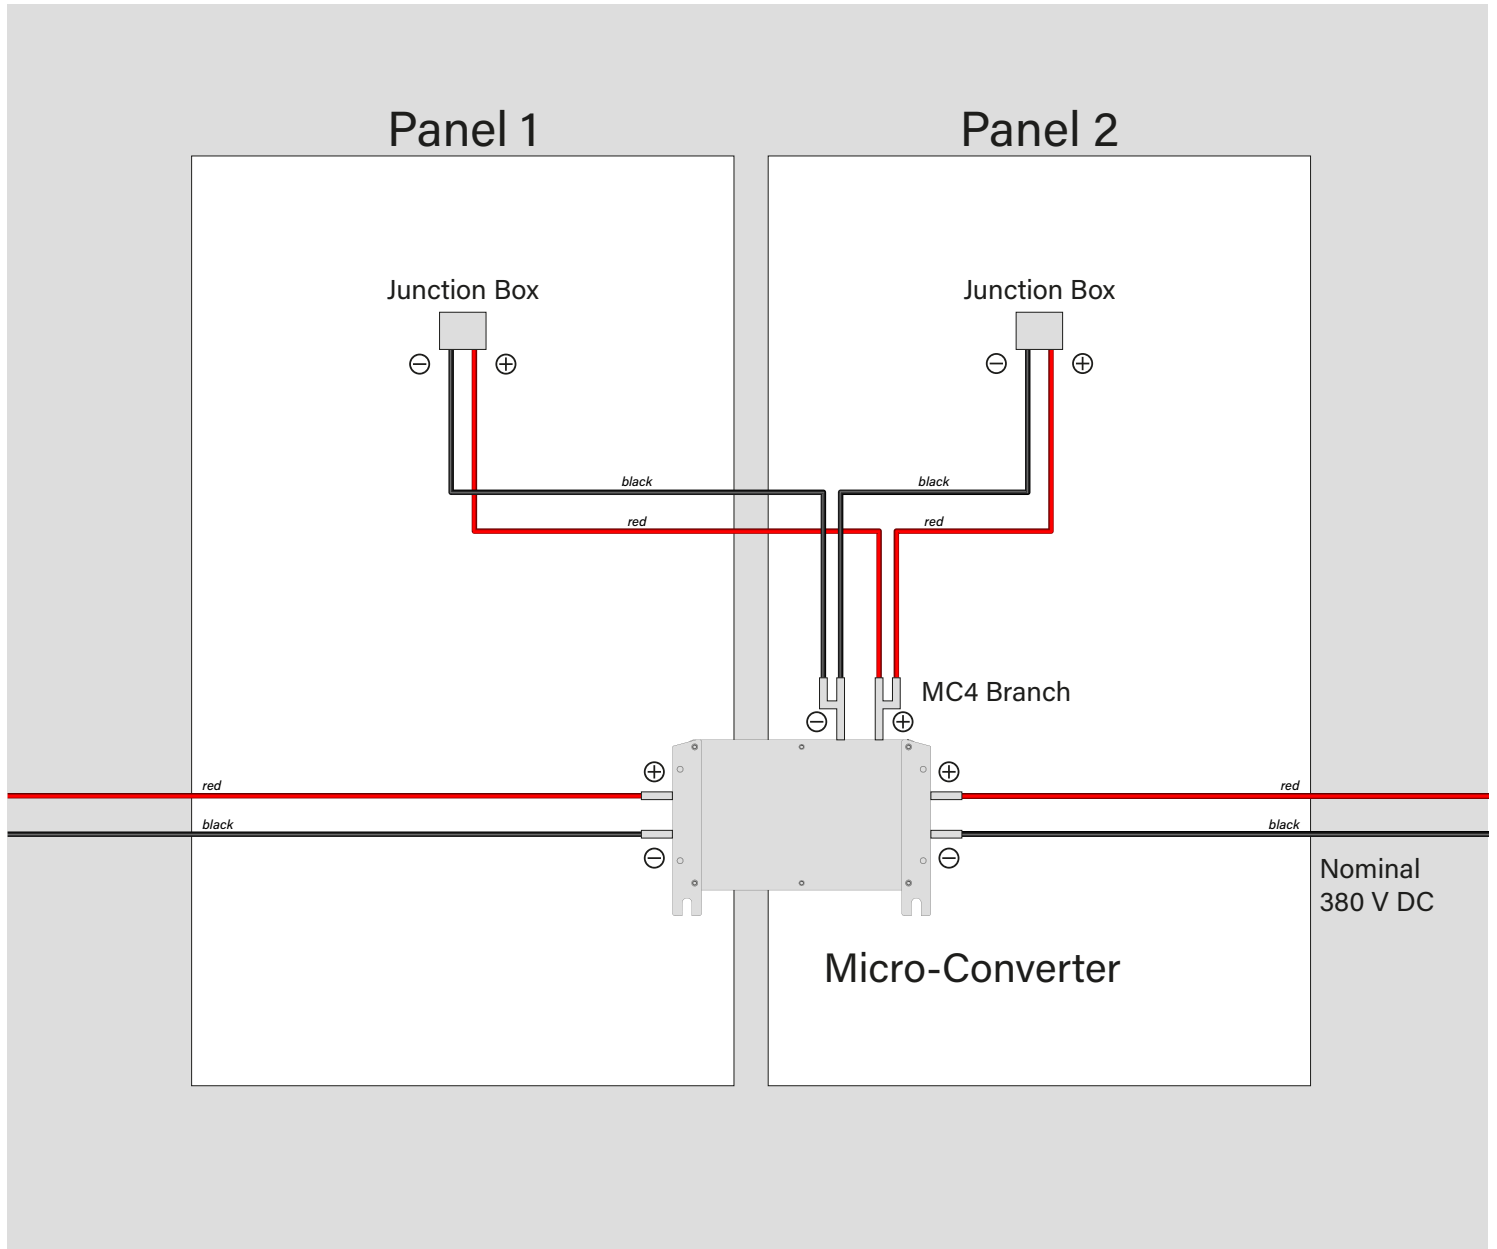 Panel 1
Panel 2
Junction Box
Junction Box
⊖
⊕
⊖
⊕
black
black
red
red
MC4 Branch
⊖
⊕
⊕
⊕
red
red
black
black
⊖
⊖
Nominal
380 V DC
Micro-Converter